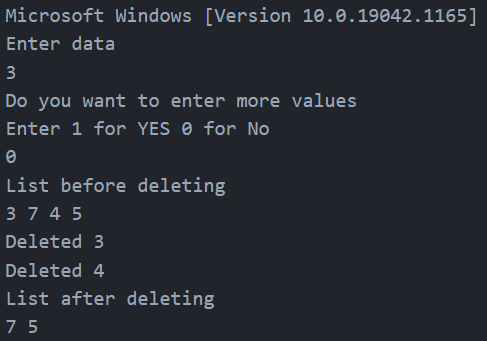 Microsoft Windows [Version 10.0.19042.1165]
Enter data
3
Do you want to enter more values
Enter 1 for YES 0 for No
0
List before deleting
3 7 4 5
Deleted 3
Deleted 4
List after deleting
7 5